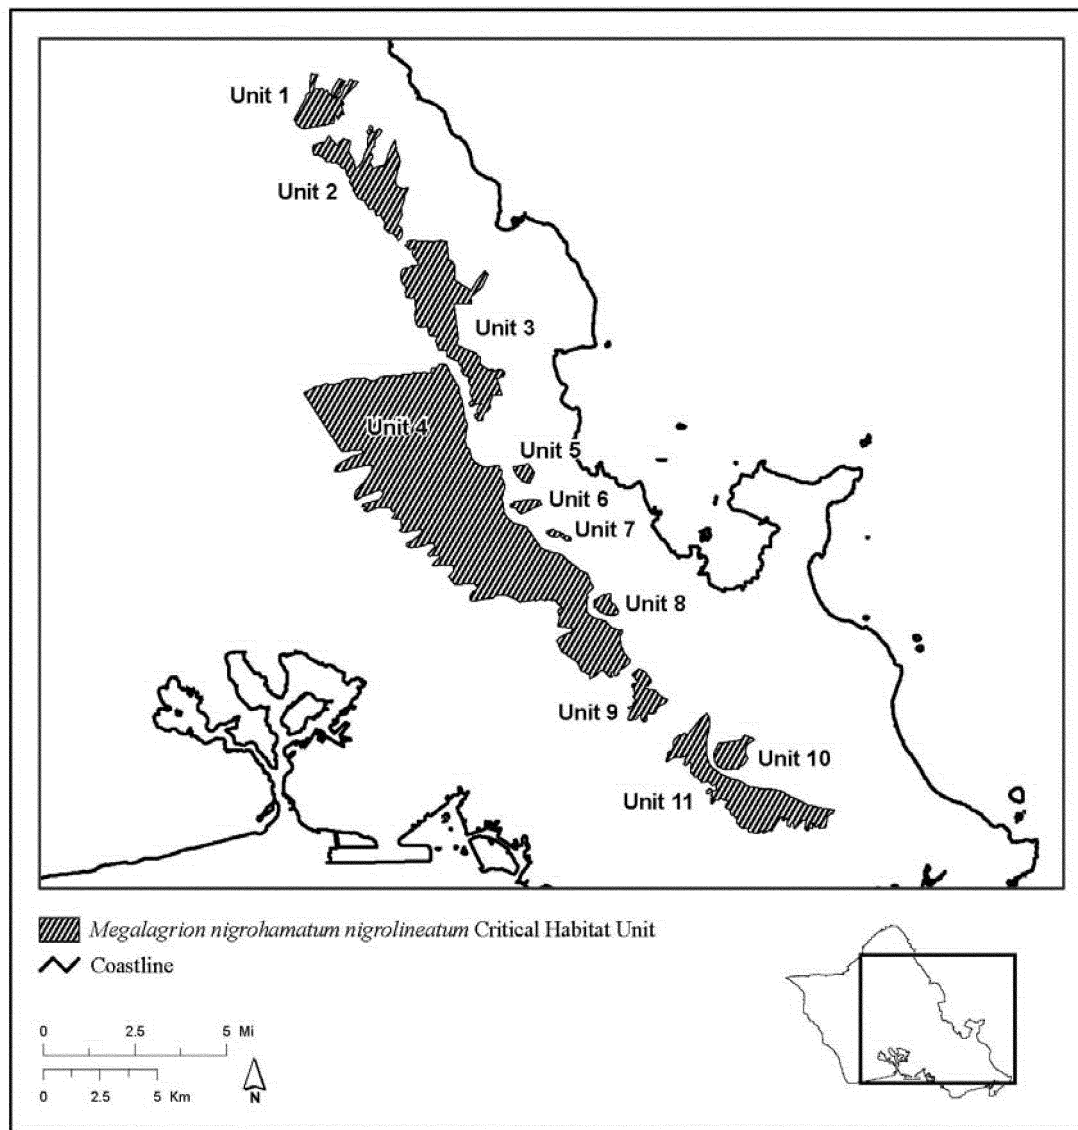 Unit 1
Unit 2
Unit 3
Unit 4
Unit 5
Unit 6
Unit 7
Unit 8
Unit 9
Unit 10
Unit 11
Megalagrion nigrohamatum nigrolineatum Critical Habitat Unit
Coastline
0 2.5 5 Mi
0 2.5 5 Km
N